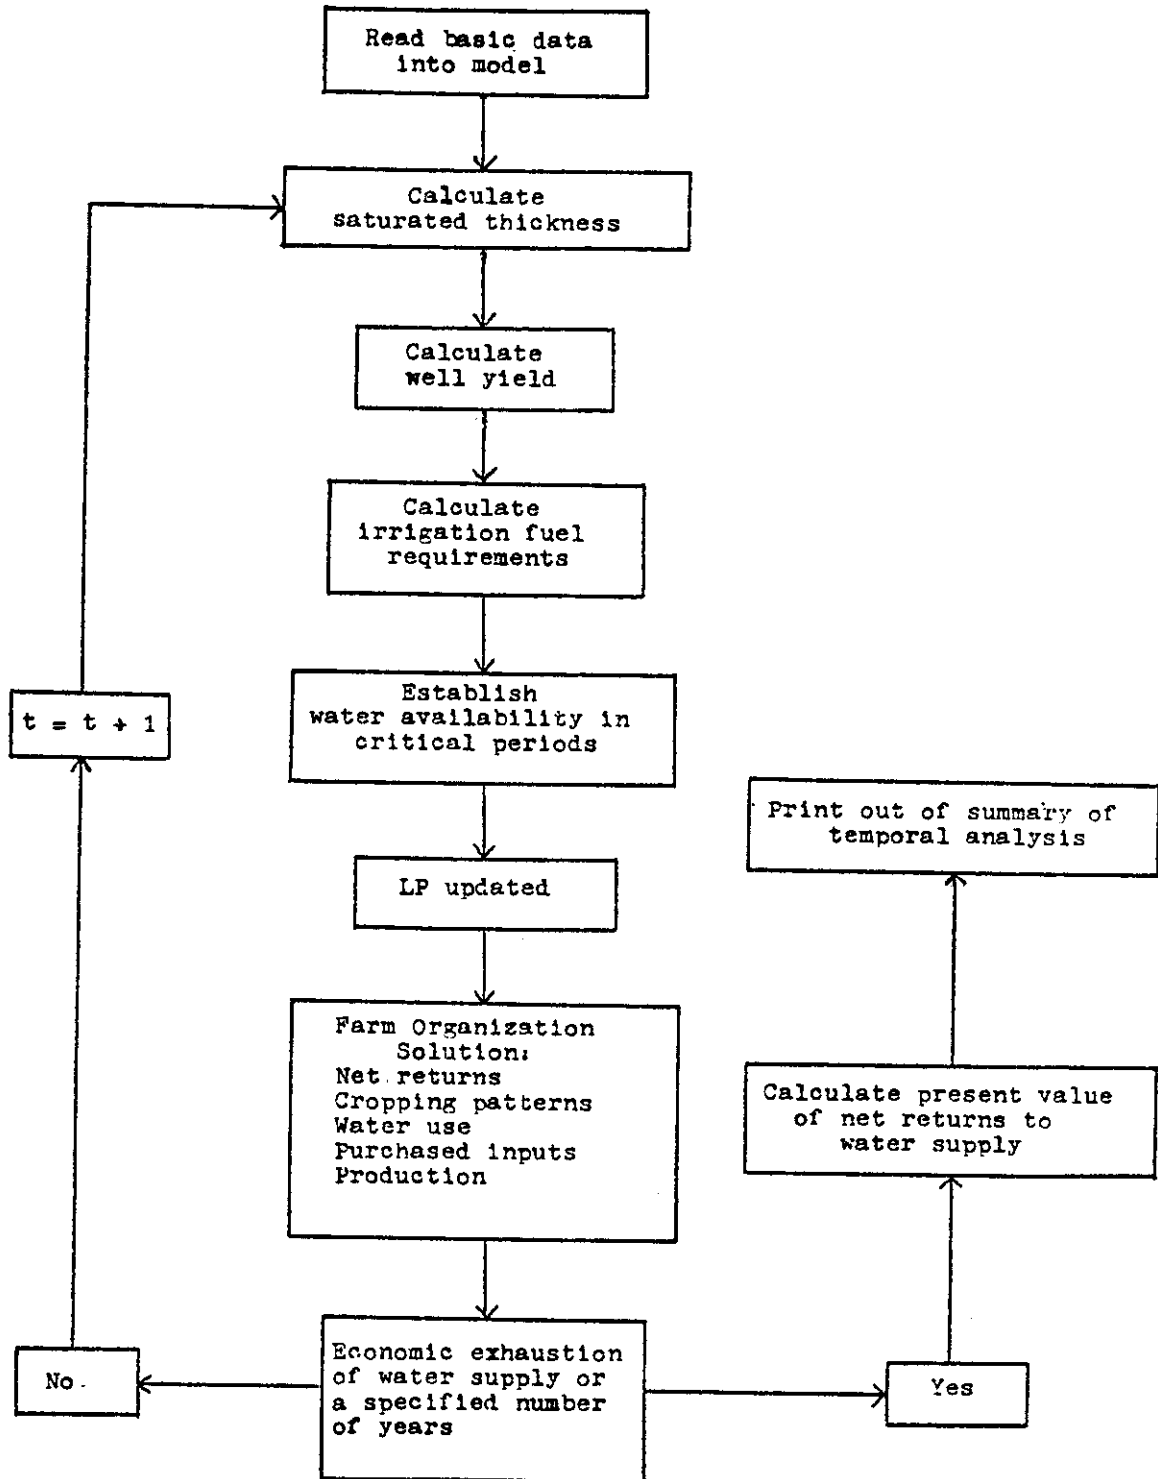 Read basic data
into model
Calculate
saturated thickness
Calculate
well yield
Calculate
irrigation fuel
requirements
Establish
water availability in
critical periods
t = t + 1
LP updated
Print out of summary of
temporal analysis
Farm Organization
Solution:
Net returns
Cropping patterns
Water use
Purchased inputs
Production
Calculate present value
of net returns to
water supply
Economic exhaustion
of water supply or
a specified number
of years
No
Yes